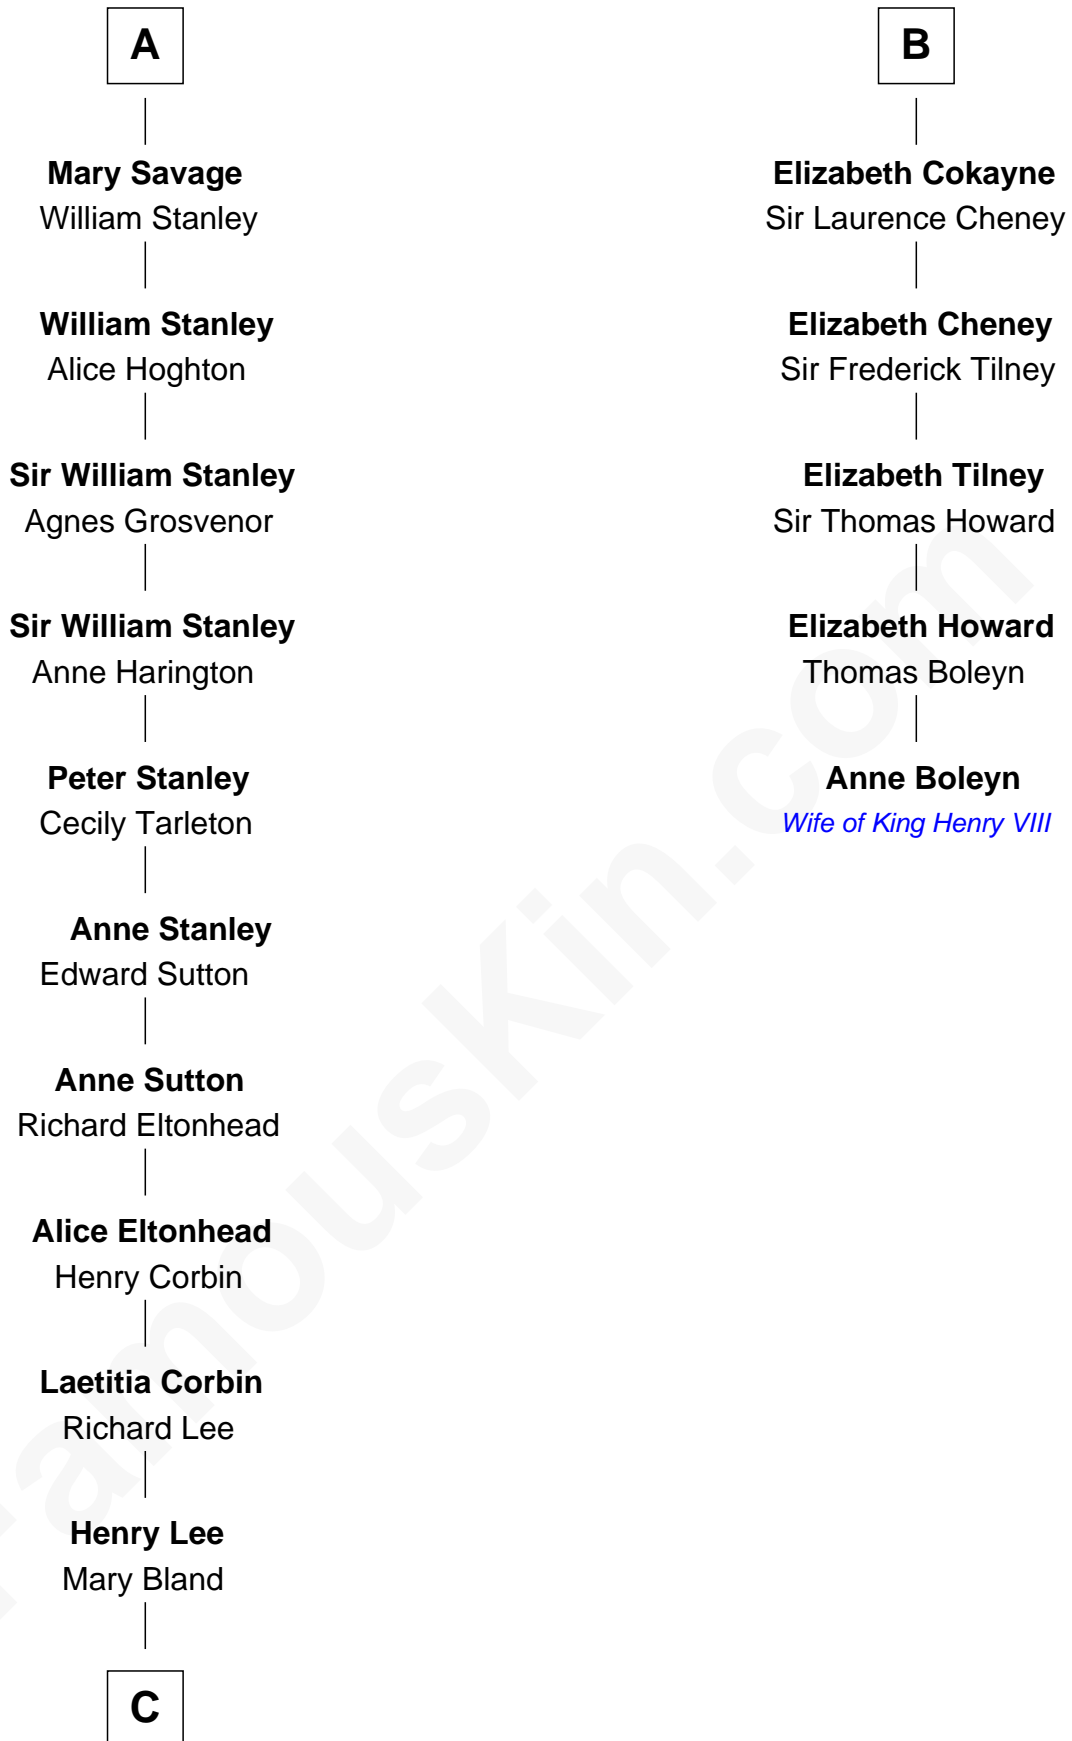 A
Mary Savage
William Stanley
William Stanley
Alice Hoghton
Sir William Stanley
Agnes Grosvenor
Sir William Stanley
Anne Harington
Peter Stanley
Cecily Tarleton
Anne Stanley
Edward Sutton
Anne Sutton
Richard Eltonhead
Alice Eltonhead
Henry Corbin
Laetitia Corbin
Richard Lee
Henry Lee
Mary Bland
C
B
Elizabeth Cokayne
Sir Laurence Cheney
Elizabeth Cheney
Sir Frederick Tilney
Elizabeth Tilney
Sir Thomas Howard
Elizabeth Howard
Thomas Boleyn
Anne Boleyn
Wife of King Henry VIII
FamousKin.com